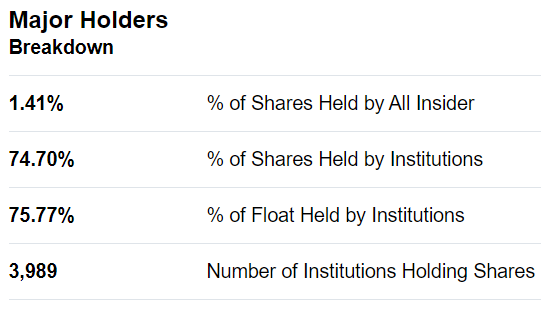 Major Holders
Breakdown
1.41% % of Shares Held by All Insider
74.70% % of Shares Held by Institutions
75.77% % of Float Held by Institutions
3,989 Number of Institutions Holding Shares